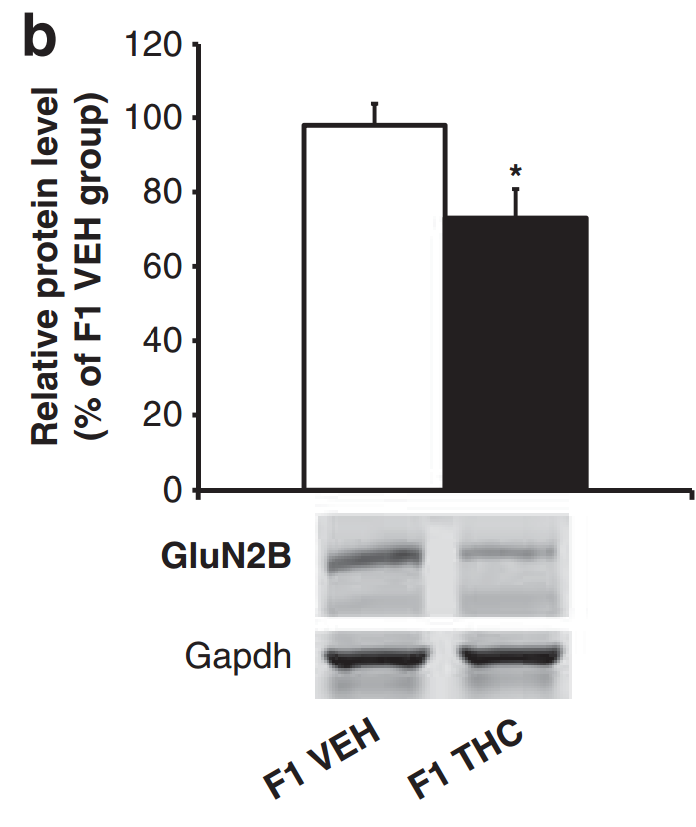 b
Relative protein level
(% of F1 VEH group)
120
100
80
60
40
20
0
*
GluN2B
Gapdh
F1 VEH
F1 THC